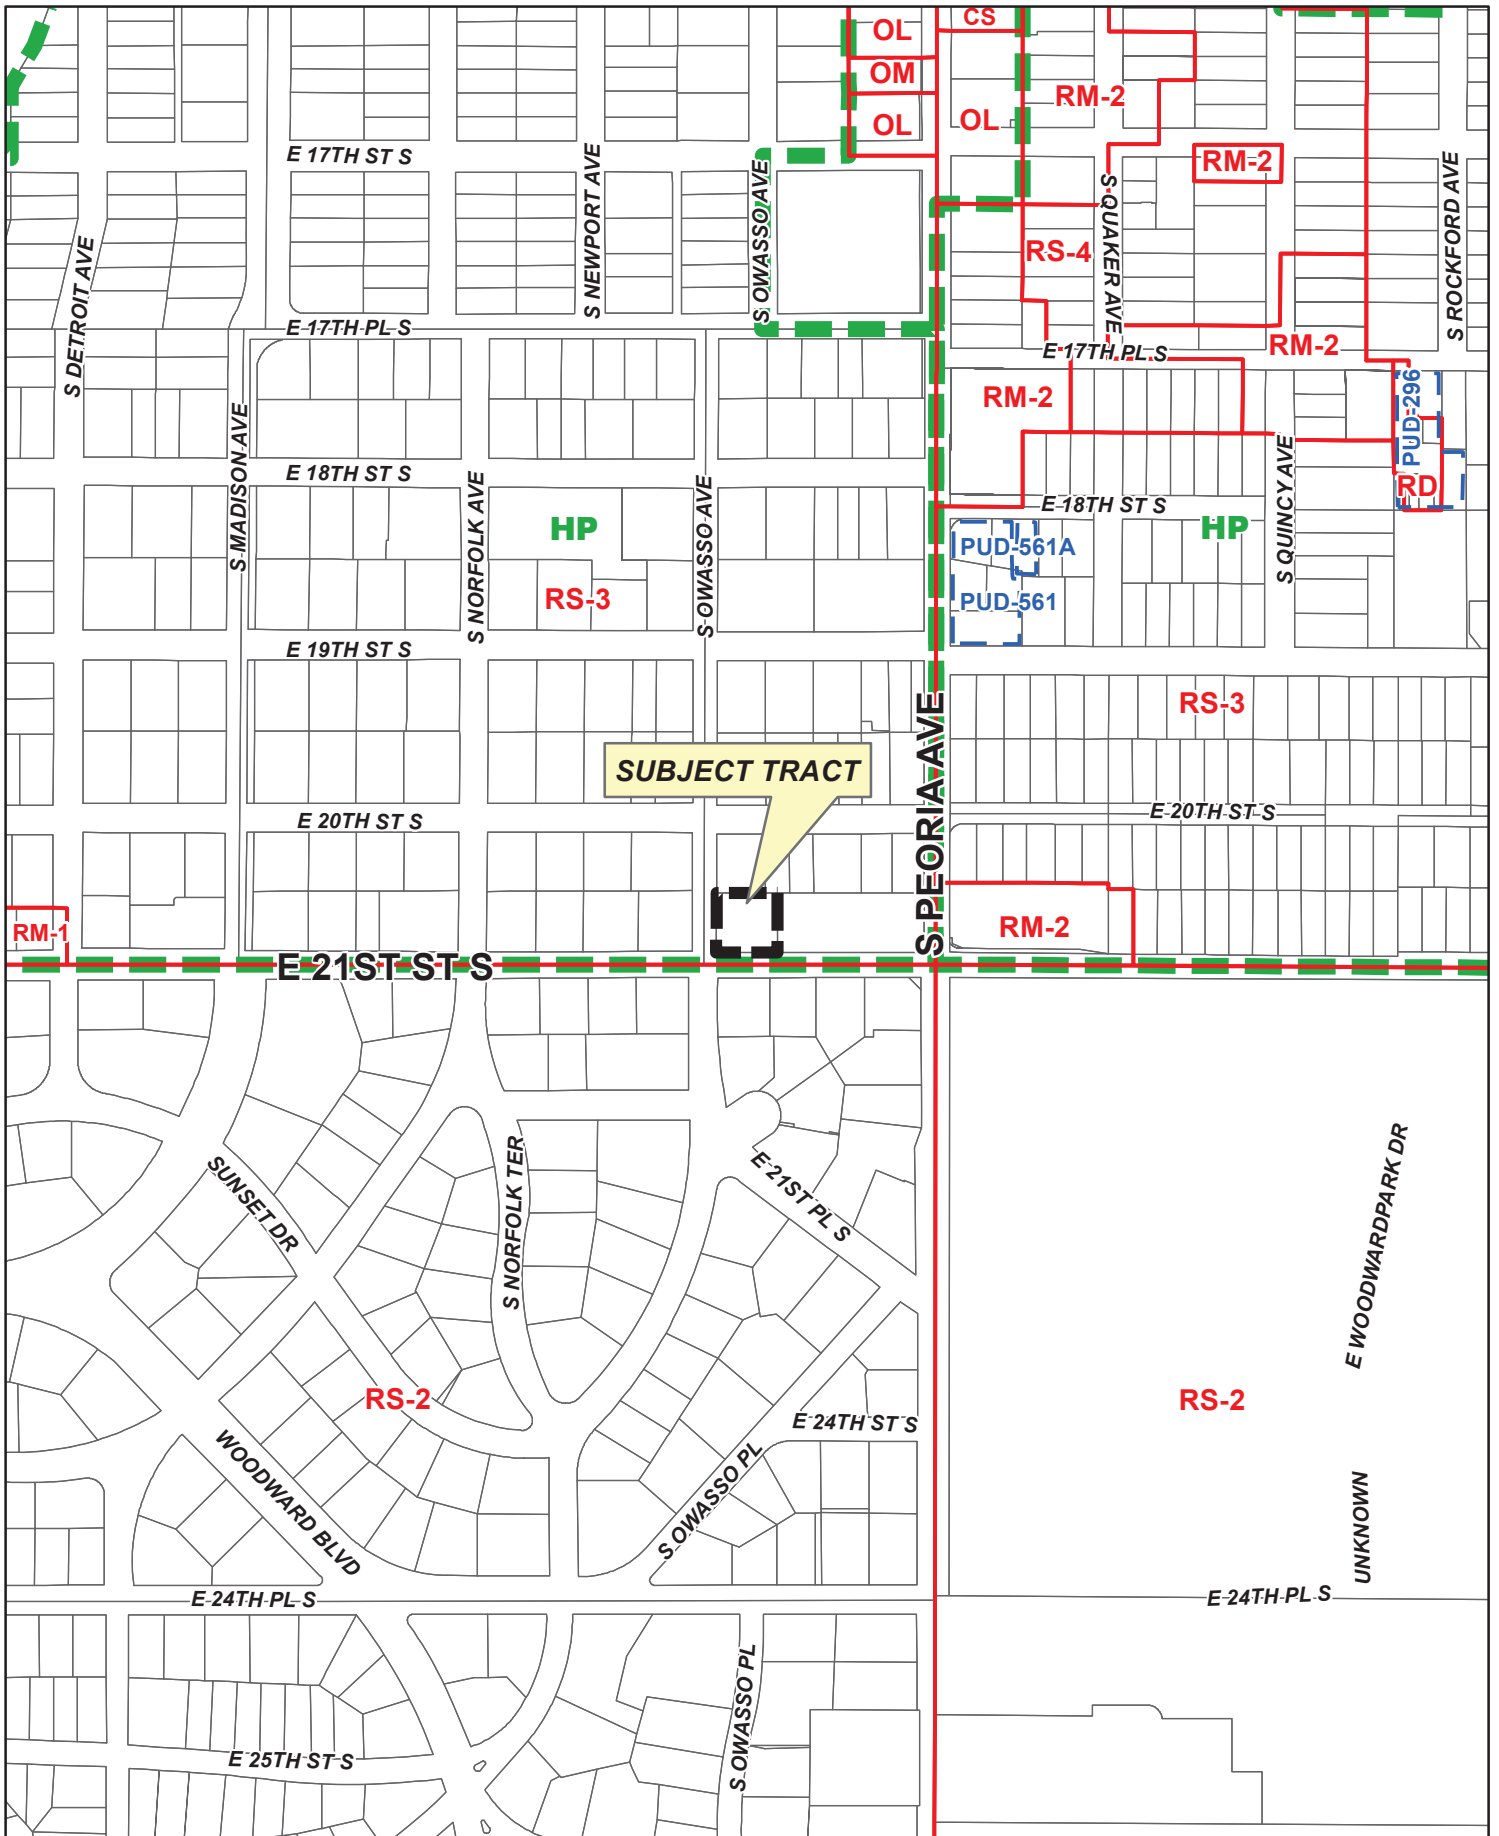 CS
OL
OM
RM-2
OL
OL
E 17TH ST S
RM-2
S DETROIT AVE
S NEWPORT AVE
S OWASSO AVE
S QUAKER AVE
S ROCKFORD AVE
RS-4
E 17TH PL S
E 17TH PL S
RM-2
RM-2
PUD-296
S MADISON AVE
E 18TH ST S
S NORFOLK AVE
S OWASSO AVE
S QUINCY AVE
RD
E 18TH ST S
HP
HP
PUD-561A
RS-3
PUD-561
E 19TH ST S
RS-3
S PEORIA AVE
SUBJECT TRACT
E 20TH ST S
E 20TH ST S
RM-1
RM-2
E 21ST ST S
SUNSET DR
S NORFOLK TER
E 21ST PL S
E WOODWARDPARK DR
RS-2
RS-2
E 24TH ST S
WOODWARD BLVD
S OWASSO PL
UNKNOWN
E 24TH PL S
E 24TH PL S
S OWASSO PL
E 25TH ST S